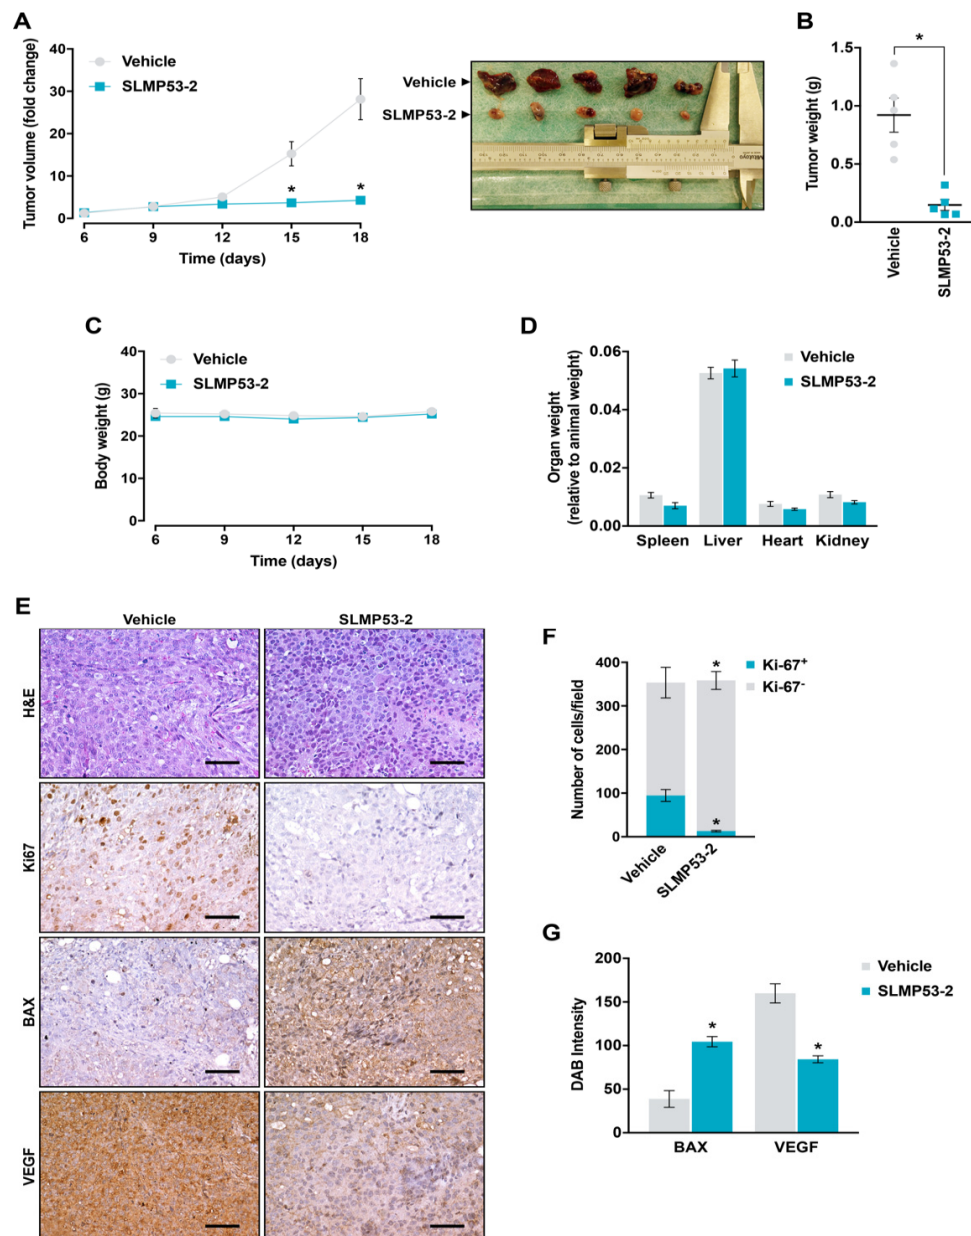 A
Tumor volume (fold change)
40
30
20
10
0
Vehicle
SLMP53-2
*
*
6
9
12
15
18
Time (days)
Vehicle
SLMP53-2
Mitutoyo
B
*
Tumor weight (g)
1.5
1.0
0.5
0.0
Vehicle
SLMP53-2
C
Body weight (g)
40
30
20
10
0
Vehicle
SLMP53-2
6
9
12
15
18
Time (days)
D
Organ weight
(relative to animal weight)
0.06
0.04
0.02
0.00
Vehicle
SLMP53-2
Spleen
Liver
Heart
Kidney
E
Vehicle
SLMP53-2
H&E
Ki67
BAX
VEGF
F
Number of cells/field
400
300
200
100
0
*
*
Ki-67+
Ki-67-
Vehicle
SLMP53-2
G
DAB Intensity
200
150
100
50
0
*
*
Vehicle
SLMP53-2
BAX
VEGF